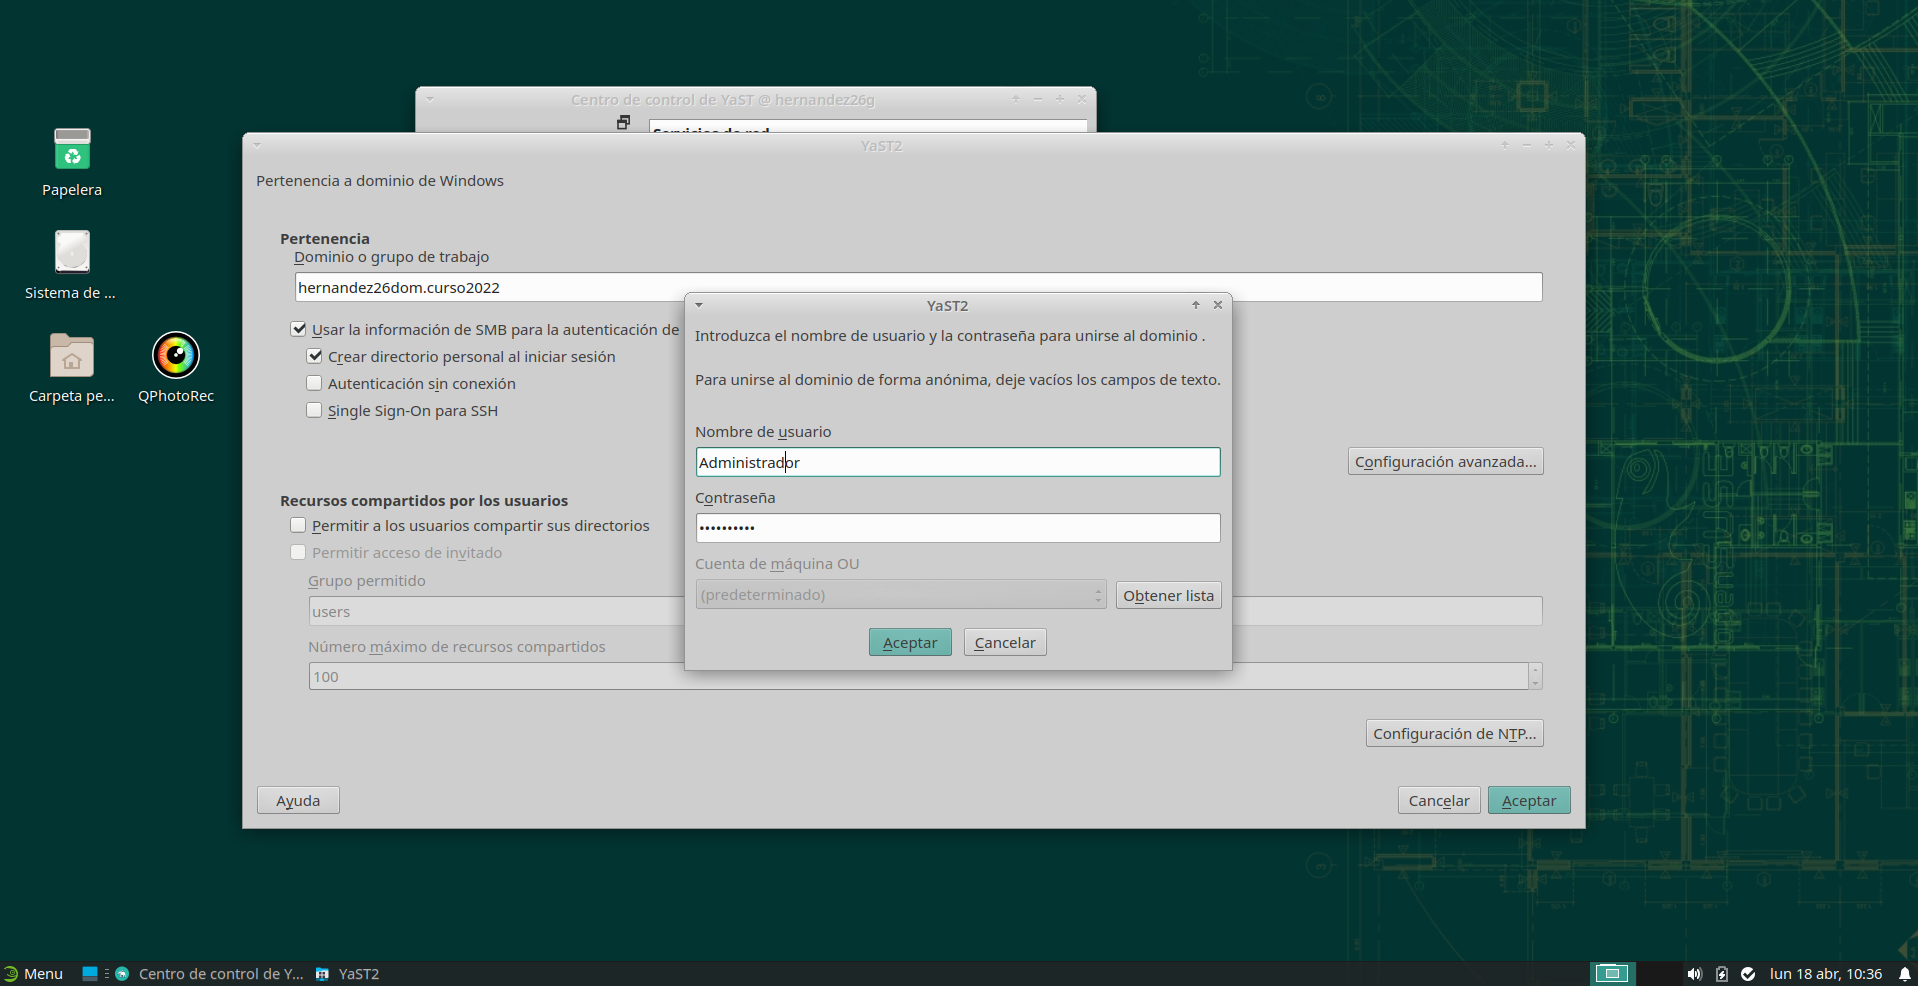 Centro de control de YaST @ hernandez26g
YaST2
Papelera
Pertenencia a dominio de Windows
Pertenencia
Dominio o grupo de trabajo
Sistema de ...
hernandez26dom.curso2022
YaST2
Usar la información de SMB para la autenticación de
Introduzca el nombre de usuario y la contraseña para unirse al dominio .
Crear directorio personal al iniciar sesión
Autenticación sin conexión
Para unirse al dominio de forma anónima, deje vacíos los campos de texto.
Carpeta pe...
QPhotoRec
Single Sign-On para SSH
Nombre de usuario
Administrador
Configuración avanzada...
Recursos compartidos por los usuarios
Contraseña
Permitir a los usuarios compartir sus directorios
••••••••••
Permitir acceso de invitado
Cuenta de máquina OU
Grupo permitido
(predeterminado)
Obtener lista
users
Número máximo de recursos compartidos
Aceptar
Cancelar
100
Configuración de NTP...
Ayuda
Cancelar
Aceptar
Menu
Centro de control de Y...
YaST2
lun 18 abr, 10:36